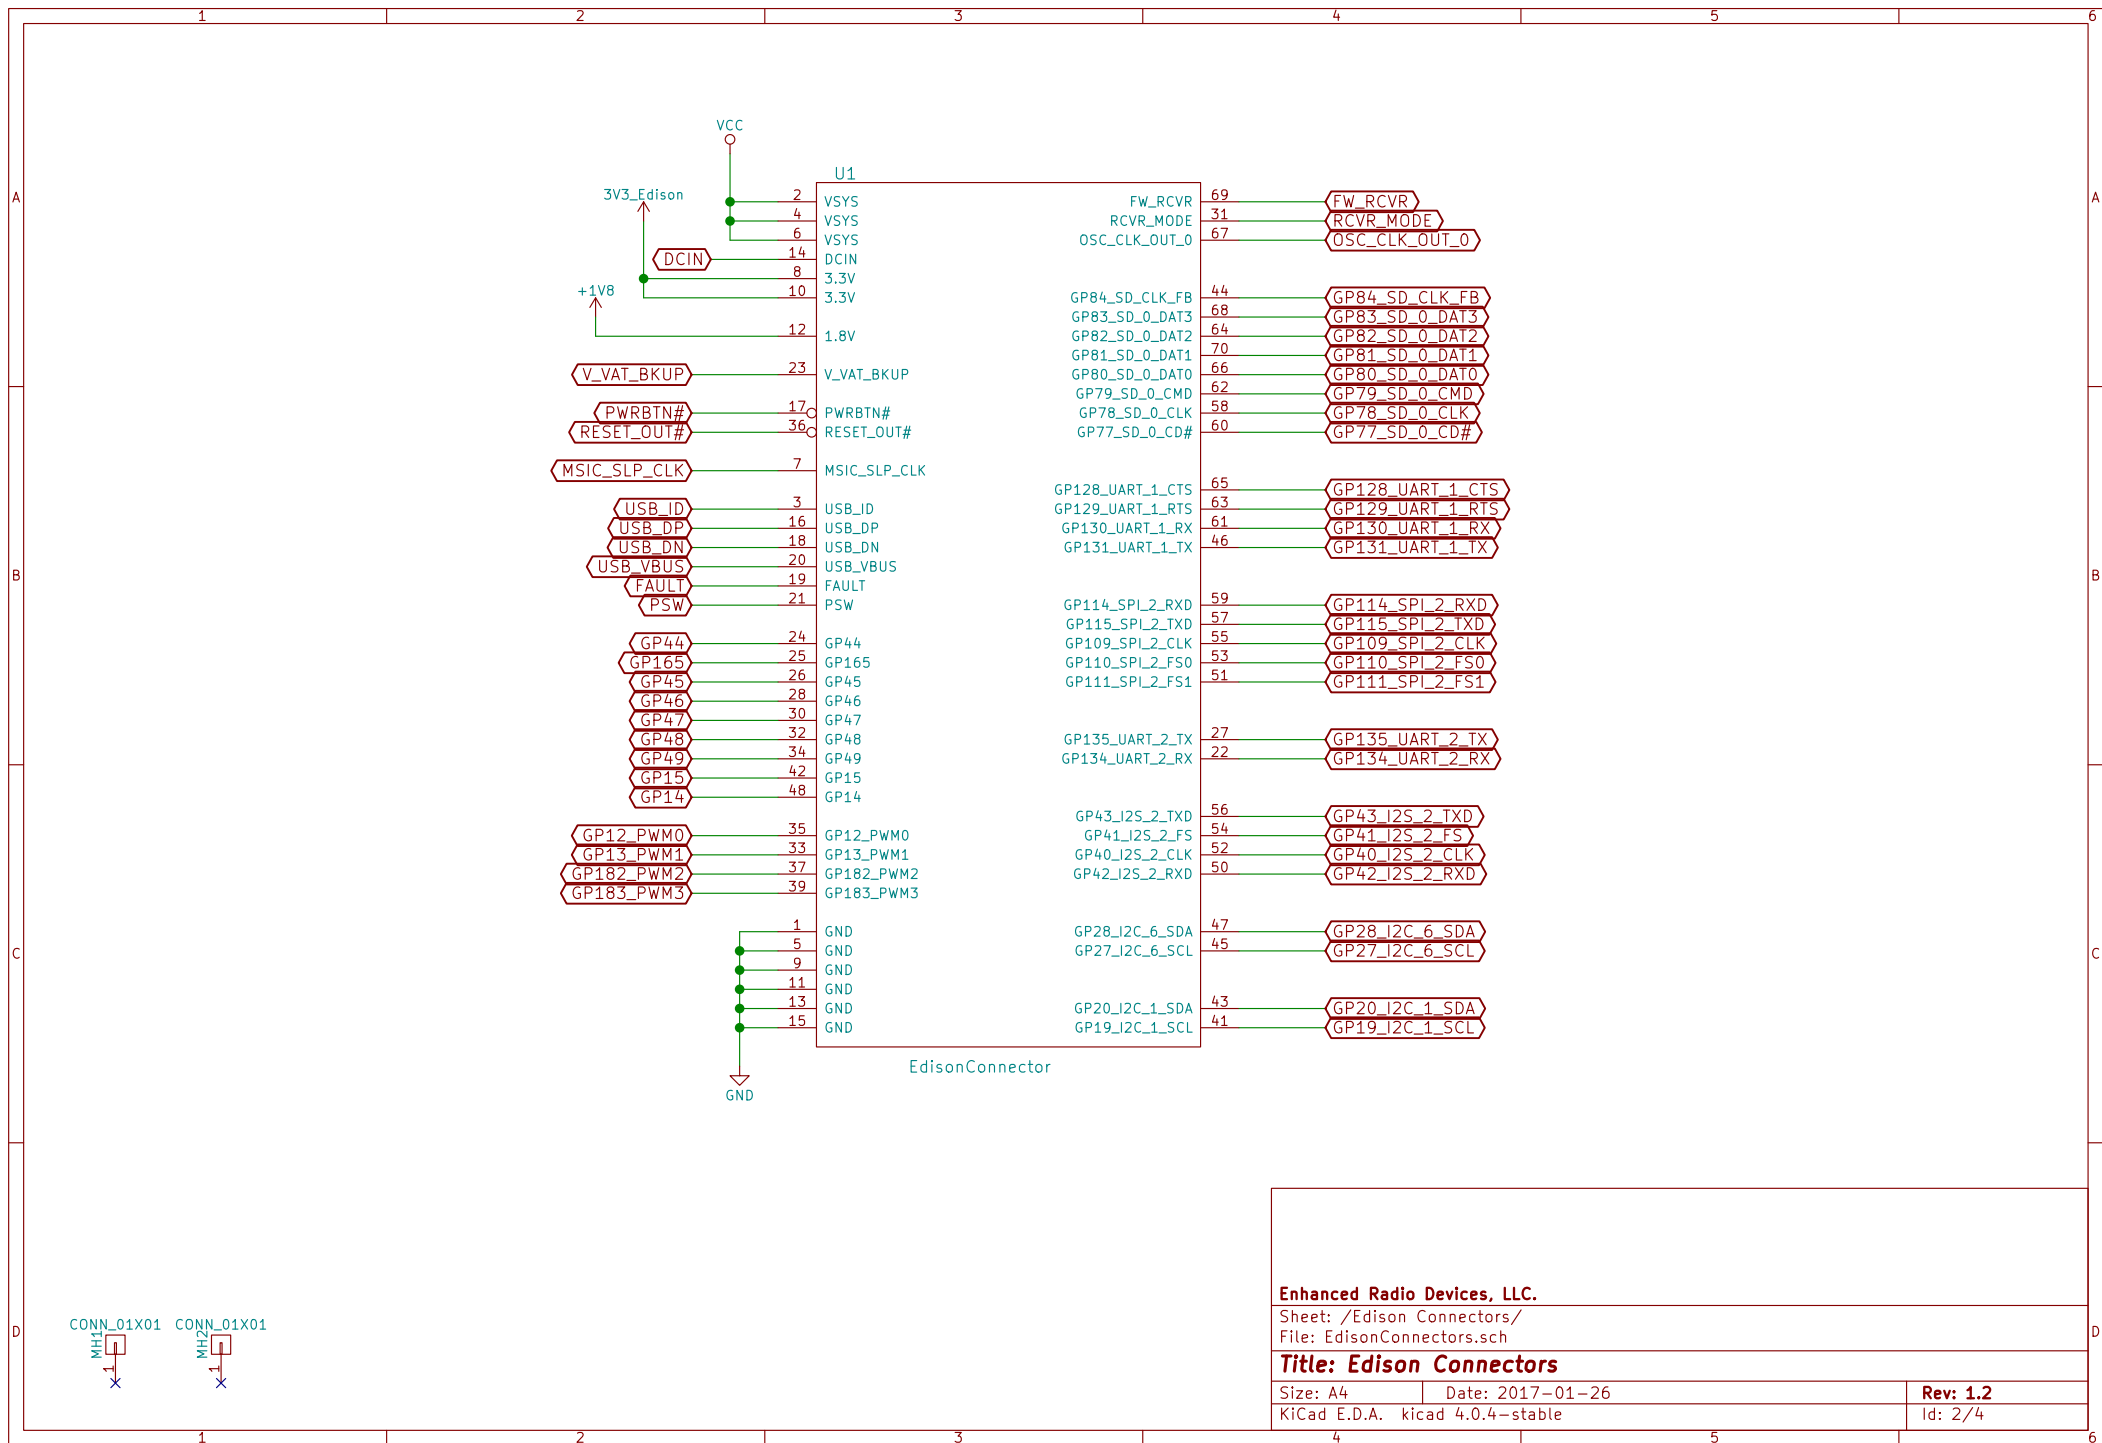 1 2 3 4 5 6
A A
B B
C C
D D
VCC
3V3_Edison
+1V8
U1
DCIN 14 DCIN
2 VSYS
4 VSYS
6 VSYS
8 3.3V
10 3.3V
12 1.8V
V_VAT_BKUP 23 V_VAT_BKUP
PWRBTN# 17 PWRBTN#
RESET_OUT# 36 RESET_OUT#
MSIC_SLP_CLK 7 MSIC_SLP_CLK
USB_ID 3 USB_ID
USB_DP 16 USB_DP
USB_DN 18 USB_DN
USB_VBUS 20 USB_VBUS
FAULT 19 FAULT
PSW 21 PSW
GP44 24 GP44
GP165 25 GP165
GP45 26 GP45
GP46 28 GP46
GP47 30 GP47
GP48 32 GP48
GP49 34 GP49
GP15 42 GP15
GP14 48 GP14
GP12_PWM0 35 GP12_PWM0
GP13_PWM1 33 GP13_PWM1
GP182_PWM2 37 GP182_PWM2
GP183_PWM3 39 GP183_PWM3
1 GND
5 GND
9 GND
11 GND
13 GND
15 GND
GND
FW_RCVR 69 FW_RCVR
RCVR_MODE 31 RCVR_MODE
OSC_CLK_OUT_0 67 OSC_CLK_OUT_0
GP84_SD_CLK_FB 44 GP84_SD_CLK_FB
GP83_SD_0_DAT3 68 GP83_SD_0_DAT3
GP82_SD_0_DAT2 64 GP82_SD_0_DAT2
GP81_SD_0_DAT1 70 GP81_SD_0_DAT1
GP80_SD_0_DAT0 66 GP80_SD_0_DAT0
GP79_SD_0_CMD 62 GP79_SD_0_CMD
GP78_SD_0_CLK 58 GP78_SD_0_CLK
GP77_SD_0_CD# 60 GP77_SD_0_CD#
GP128_UART_1_CTS 65 GP128_UART_1_CTS
GP129_UART_1_RTS 63 GP129_UART_1_RTS
GP130_UART_1_RX 61 GP130_UART_1_RX
GP131_UART_1_TX 46 GP131_UART_1_TX
GP114_SPI_2_RXD 59 GP114_SPI_2_RXD
GP115_SPI_2_TXD 57 GP115_SPI_2_TXD
GP109_SPI_2_CLK 55 GP109_SPI_2_CLK
GP110_SPI_2_FS0 53 GP110_SPI_2_FS0
GP111_SPI_2_FS1 51 GP111_SPI_2_FS1
GP135_UART_2_TX 27 GP135_UART_2_TX
GP134_UART_2_RX 22 GP134_UART_2_RX
GP43_I2S_2_TXD 56 GP43_I2S_2_TXD
GP41_I2S_2_FS 54 GP41_I2S_2_FS
GP40_I2S_2_CLK 52 GP40_I2S_2_CLK
GP42_I2S_2_RXD 50 GP42_I2S_2_RXD
GP28_I2C_6_SDA 47 GP28_I2C_6_SDA
GP27_I2C_6_SCL 45 GP27_I2C_6_SCL
GP20_I2C_1_SDA 43 GP20_I2C_1_SDA
GP19_I2C_1_SCL 41 GP19_I2C_1_SCL
EdisonConnector
CONN_01X01 CONN_01X01
MH1 MH2
1 1
Enhanced Radio Devices, LLC.
Sheet: /Edison Connectors/
File: EdisonConnectors.sch
Title: Edison Connectors
Size: A4 Date: 2017-01-26 Rev: 1.2
KiCad E.D.A. kicad 4.0.4-stable Id: 2/4
1 2 3 4 5 6